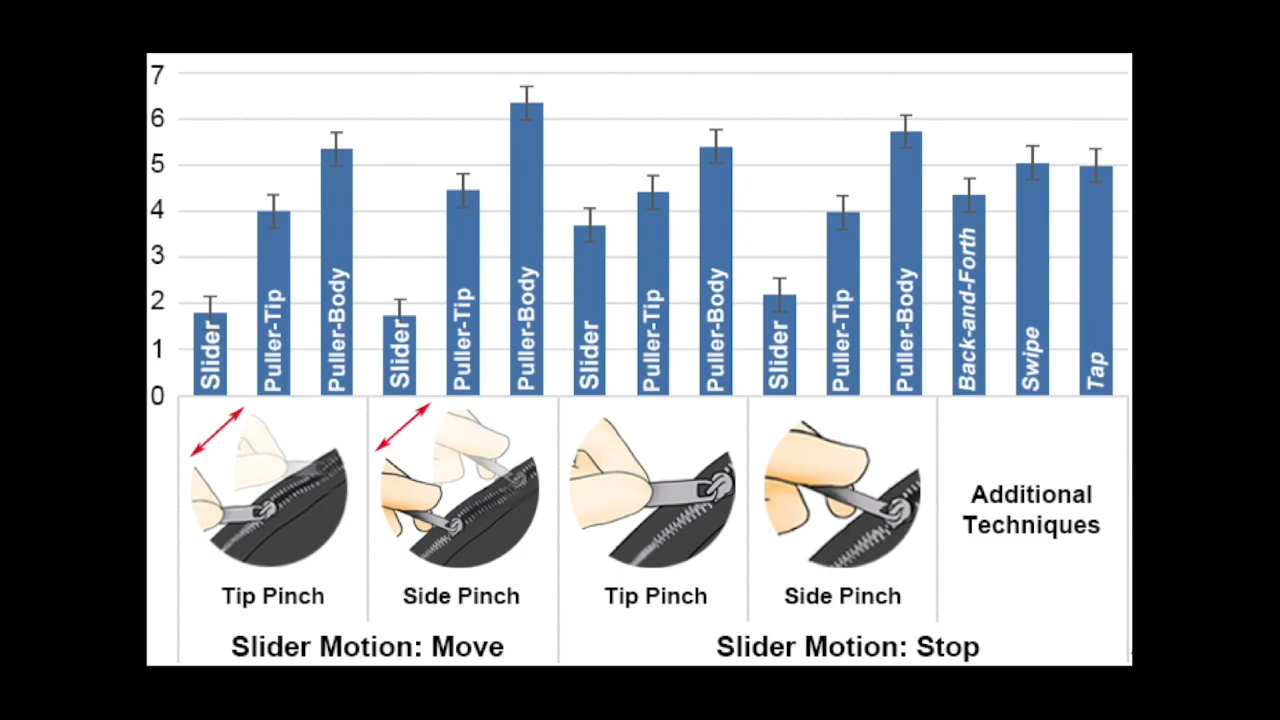 7
6
5
4
3
2
1
0
Slider
Puller-Tip
Puller-Body
Slider
Puller-Tip
Puller-Body
Slider
Puller-Tip
Puller-Body
Slider
Puller-Tip
Puller-Body
Back-and-Forth
Swipe
Tap
Tip Pinch
Side Pinch
Tip Pinch
Side Pinch
Additional
Techniques
Slider Motion: Move
Slider Motion: Stop